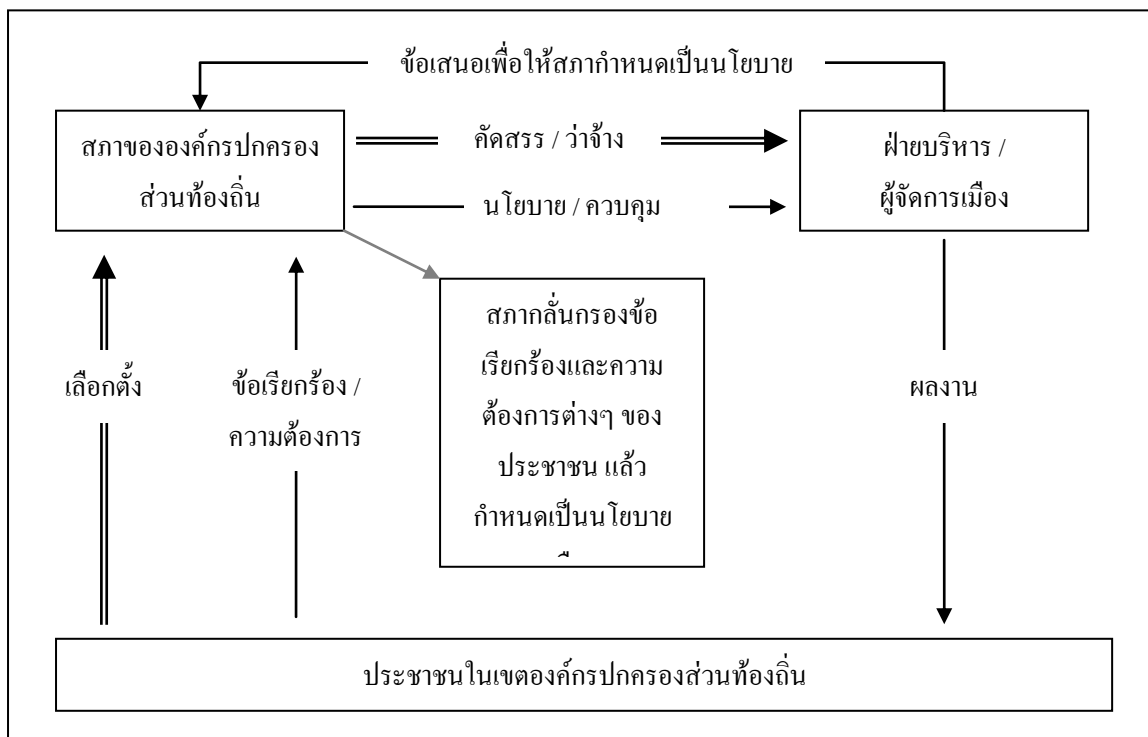 ข้อเสนอเพื่อให้สภากำหนดเป็นนโยบาย
สภาขององค์กรปกครอง
ส่วนท้องถิ่น
คัดสรร / ว่าจ้าง
นโยบาย / ควบคุม
ฝ่ายบริหาร /
ผู้จัดการเมือง
สภากลั่นกรองข้อ
เรียกร้องและความ
ต้องการต่างๆ ของ
ประชาชน แล้ว
กำหนดเป็นนโยบาย
เลือกตั้ง
ข้อเรียกร้อง /
ความต้องการ
ผลงาน
ประชาชนในเขตองค์กรปกครองส่วนท้องถิ่น